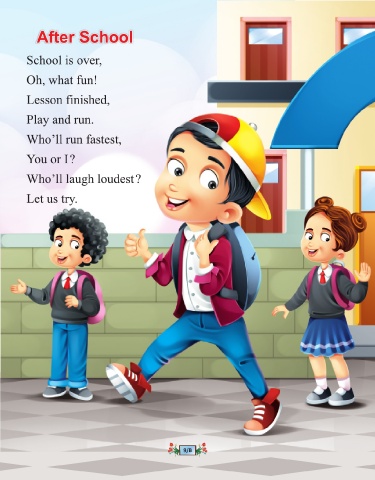 After School
School is over,
Oh, what fun!
Lesson finished,
Play and run.
Who'll run fastest,
You or I?
Who'll laugh loudest?
Let us try.